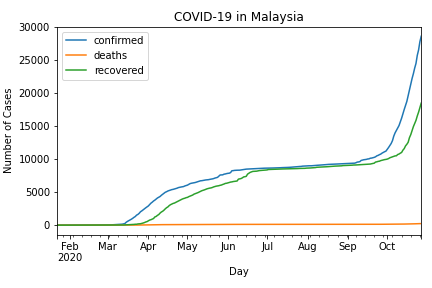 COVID-19 in Malaysia
confirmed
deaths
recovered
Number of Cases
30000
25000
20000
15000
10000
5000
0
Feb Mar Apr May Jun Jul Aug Sep Oct
2020
Day